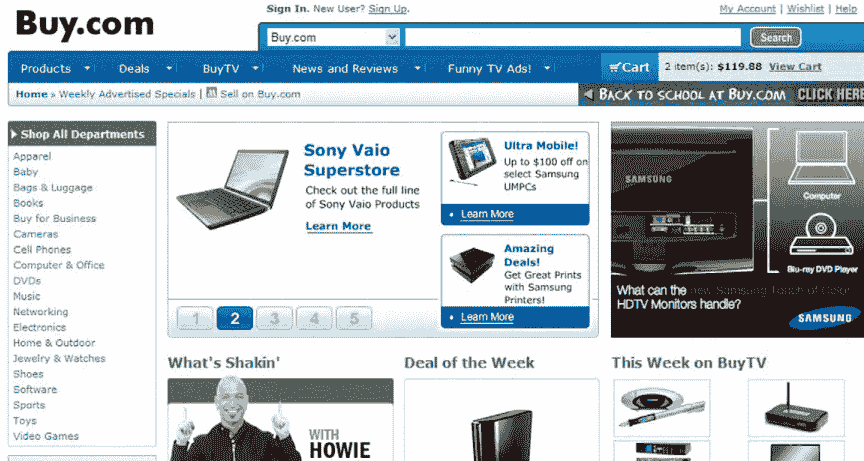 Sign In. New User? Sign Up.
My Account | Wishlist | Help
Buy.com
Buy.com
Search
Products
Deals
BuyTV
News and Reviews
Funny TV Ads!
Cart
2 item(s): $119.88 View Cart
Home » Weekly Advertised Specials | Sell on Buy.com
BACK TO SCHOOL AT BUY.COM CLICK HERE
Shop All Departments
Apparel
Baby
Bags & Luggage
Books
Buy for Business
Cameras
Cell Phones
Computer & Office
DVDs
Music
Networking
Electronics
Home & Outdoor
Jewelry & Watches
Shoes
Software
Sports
Toys
Video Games
Sony Vaio
Superstore
Check out the full line
of Sony Vaio Products
Learn More
1
2
3
4
5
Ultra Mobile!
Up to $100 off on
select Samsung
UMPCs
• Learn More
Amazing
Deals!
Get Great Prints
with Samsung
Printers!
• Learn More
SAMSUNG
Computer
Blu-ray DVD Player
What can the new Samsung Touch of Color
HDTV Monitors handle?
SAMSUNG
What's Shakin'
WITH
HOWIE
Deal of the Week
This Week on BuyTV